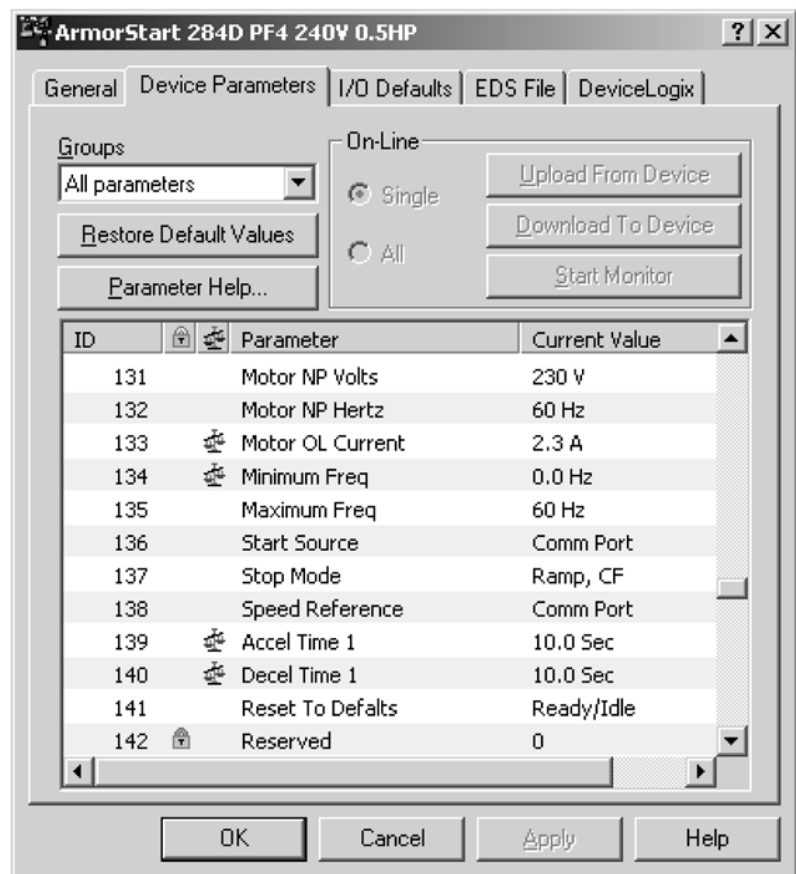 ArmorStart 284D PF4 240V 0.5HP
General Device Parameters I/O Defaults EDS File DeviceLogix
Groups
All parameters
Restore Default Values
Parameter Help...
On-Line
Single
All
Upload From Device
Download To Device
Start Monitor
ID Parameter Current Value
131 Motor NP Volts 230 V
132 Motor NP Hertz 60 Hz
133 Motor OL Current 2.3 A
134 Minimum Freq 0.0 Hz
135 Maximum Freq 60 Hz
136 Start Source Comm Port
137 Stop Mode Ramp, CF
138 Speed Reference Comm Port
139 Accel Time 1 10.0 Sec
140 Decel Time 1 10.0 Sec
141 Reset To Defalts Ready/Idle
142 Reserved 0
OK Cancel Apply Help